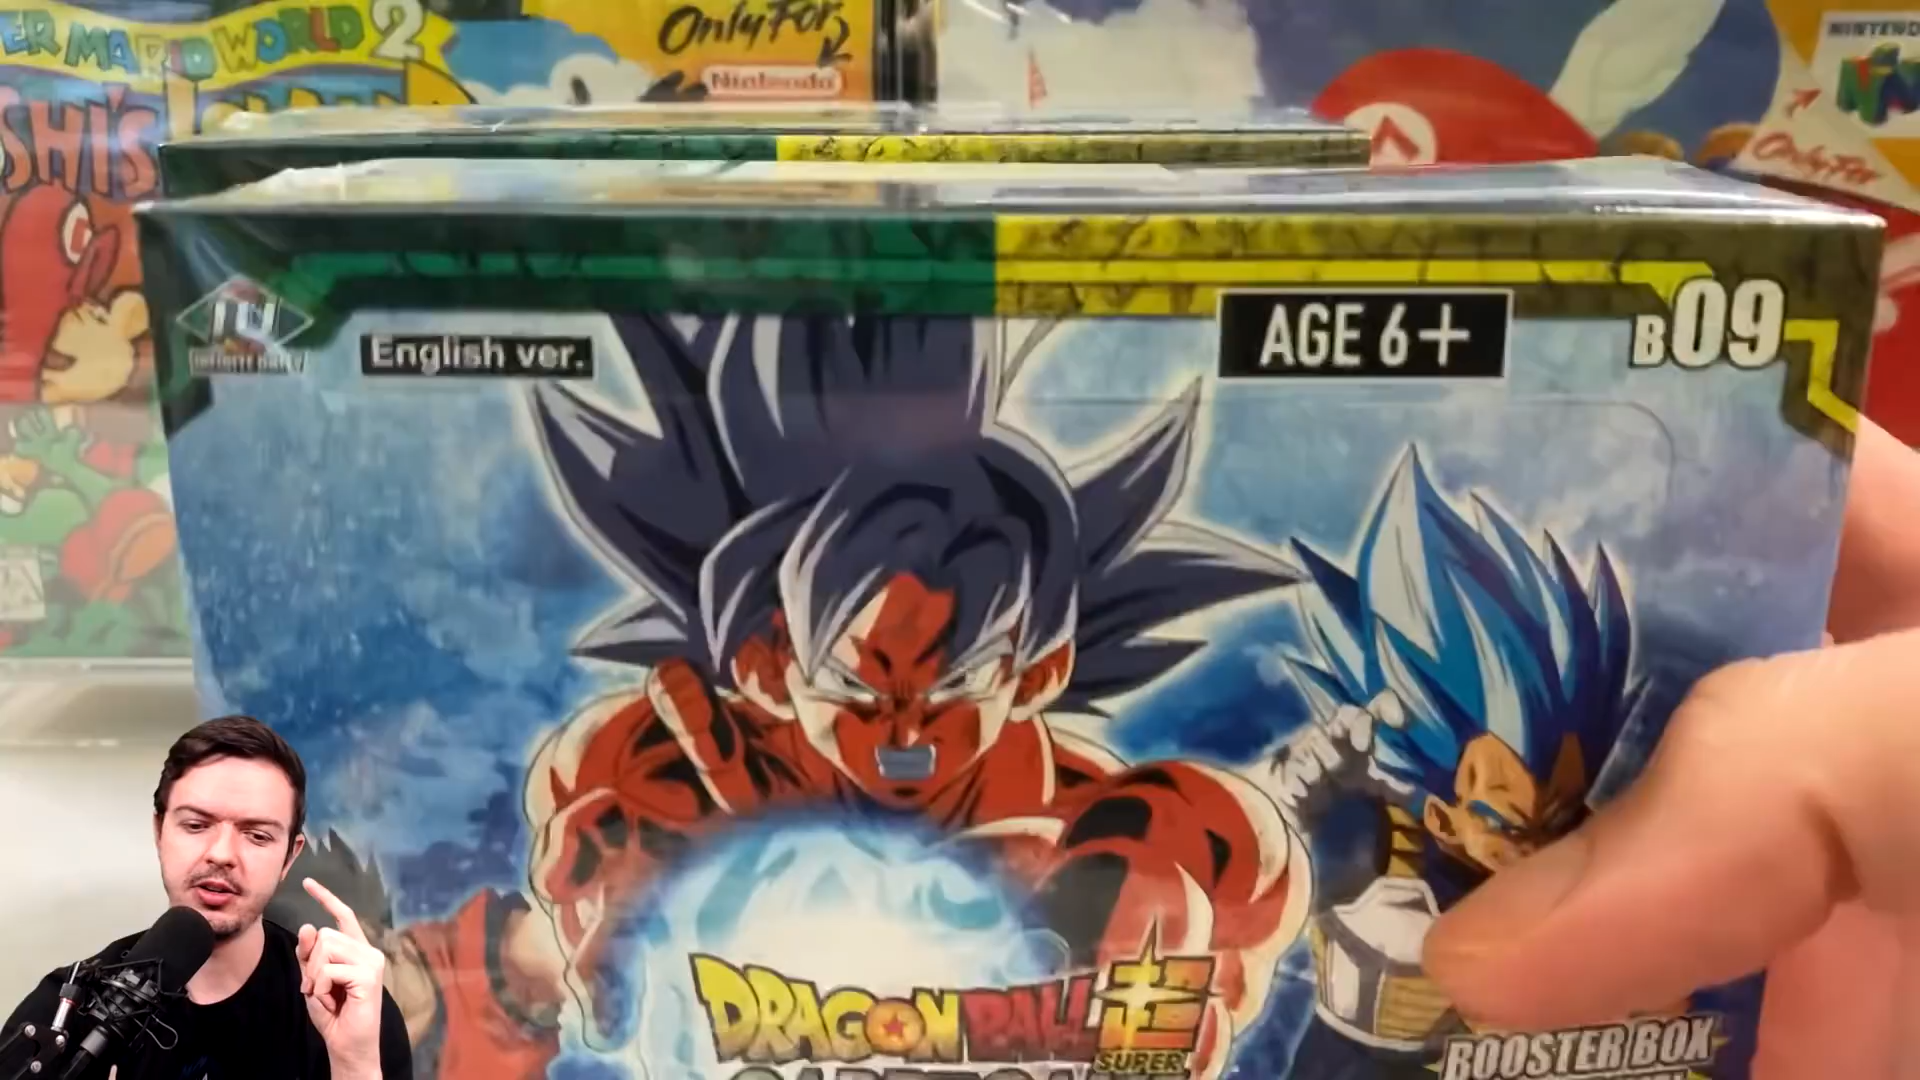 ER MARIO WORLD 2
SHI'S
Only For
Nintendo
NINTENDO
Only For
English ver.
AGE 6+
B09
DRAGON BALL
SUPER
BOOSTER BOX